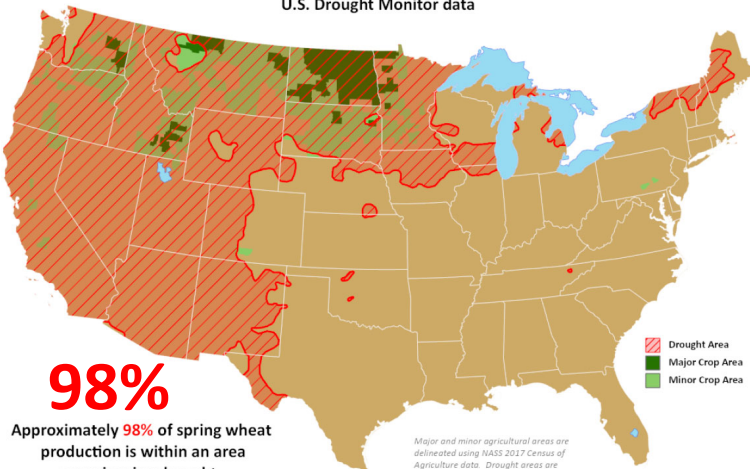 U.S. Drought Monitor data
Drought Area
Major Crop Area
Minor Crop Area
98%
Approximately 98% of spring wheat
production is within an area
Major and minor agricultural areas are
delineated using NASS 2017 Census of
Agriculture data. Drought areas are